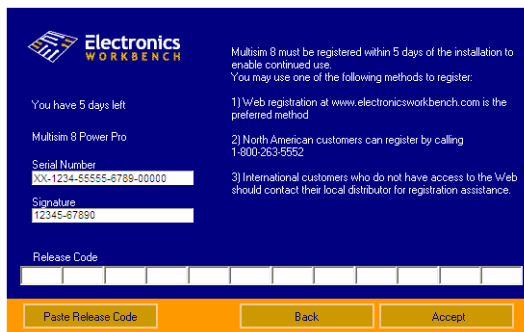 Electronics
WORKBENCH
You have 5 days left
Multisim 8 Power Pro
Serial Number
XX-1234-55555-6789-00000
Signature
12345-67890
Multisim 8 must be registered within 5 days of the installation to
enable continued use.
You may use one of the following methods to register:
1) Web registration at www.electronicsworkbench.com is the
preferred method
2) North American customers can register by calling
1-800-263-5552
3) International customers who do not have access to the Web
should contact their local distributor for registration assistance.
Release Code
Paste Release Code
Back
Accept